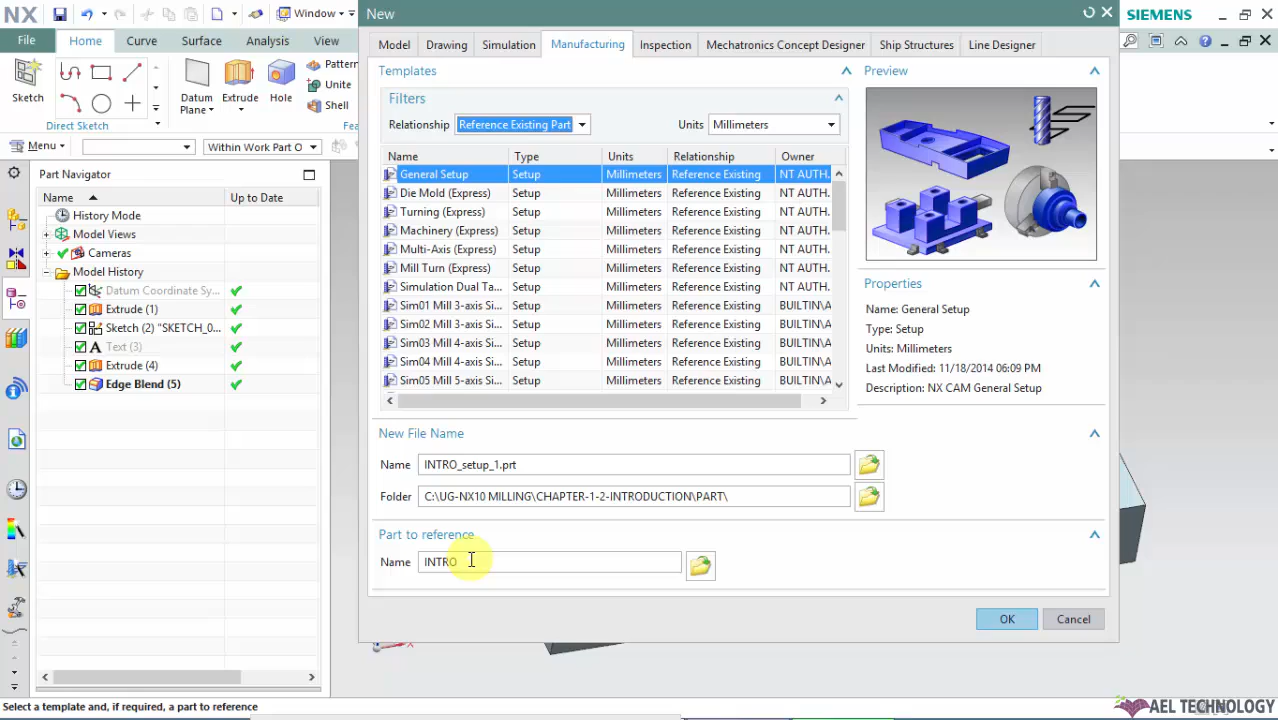 NX Window New SIEMENS
File Home Curve Surface Analysis View
Model Drawing Simulation Manufacturing Inspection Mechatronics Concept Designer Ship Structures Line Designer
Sketch
Datum Plane
Extrude
Hole
Pattern
Unite
Shell
Direct Sketch
Fea
Menu
Within Work Part O
Part Navigator
Name Up to Date
History Mode
Model Views
Cameras
Model History
Datum Coordinate Sy...
Extrude (1)
Sketch (2) "SKETCH_0...
Text (3)
Extrude (4)
Edge Blend (5)
Templates
Filters
Relationship Reference Existing Part Units Millimeters
Name Type Units Relationship Owner
General Setup Setup Millimeters Reference Existing NT AUTH.
Die Mold (Express) Setup Millimeters Reference Existing NT AUTH.
Turning (Express) Setup Millimeters Reference Existing NT AUTH.
Machinery (Express) Setup Millimeters Reference Existing NT AUTH.
Multi-Axis (Express) Setup Millimeters Reference Existing NT AUTH.
Mill Turn (Express) Setup Millimeters Reference Existing NT AUTH.
Simulation Dual Ta... Setup Millimeters Reference Existing NT AUTH.
Sim01 Mill 3-axis Si... Setup Millimeters Reference Existing BUILTIN\A
Sim02 Mill 3-axis Si... Setup Millimeters Reference Existing BUILTIN\A
Sim03 Mill 4-axis Si... Setup Millimeters Reference Existing BUILTIN\A
Sim04 Mill 4-axis Si... Setup Millimeters Reference Existing BUILTIN\A
Sim05 Mill 5-axis Si... Setup Millimeters Reference Existing BUILTIN\A
Preview
Properties
Name: General Setup
Type: Setup
Units: Millimeters
Last Modified: 11/18/2014 06:09 PM
Description: NX CAM General Setup
New File Name
Name INTRO_setup_1.prt
Folder C:\UG-NX10 MILLING\CHAPTER-1-2-INTRODUCTION\PART\
Part to reference
Name INTRO
OK Cancel
X
Select a template and, if required, a part to reference
AEL TECHNOLOGY